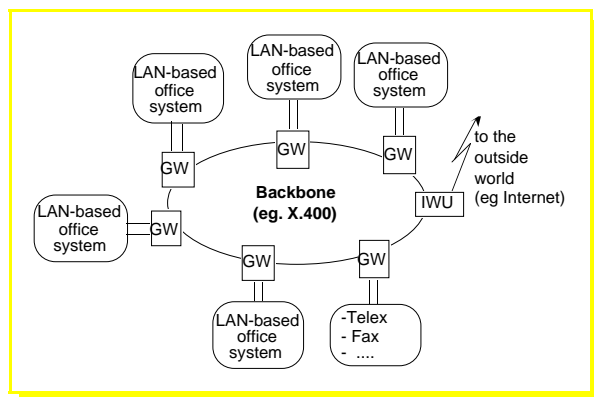 LAN-based
office
system
LAN-based
office
system
LAN-based
office
system
to the
outside
world
(eg Internet)
GW
GW
GW
Backbone
(eg. X.400)
IWU
LAN-based
office
system
GW
GW
GW
LAN-based
office
system
-Telex
- Fax
- ....